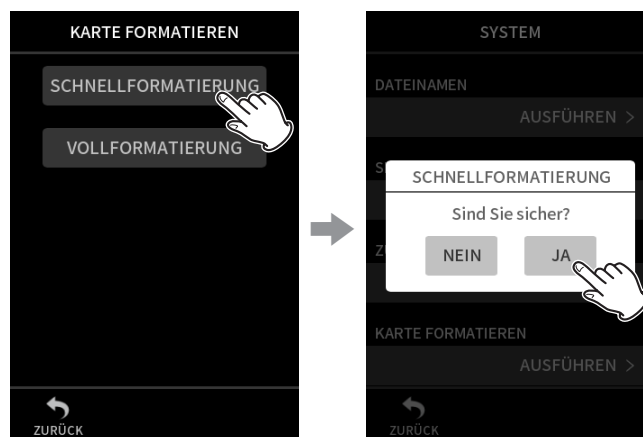 KARTE FORMATIEREN
SCHNELLFORMATIERUNG
VOLLFORMATIERUNG
ZURÜCK
SYSTEM
DATEINAMEN
AUSFÜHREN >
SCHNELLFORMATIERUNG
Sind Sie sicher?
NEIN
JA
KARTE FORMATIEREN
AUSFÜHREN >
ZURÜCK